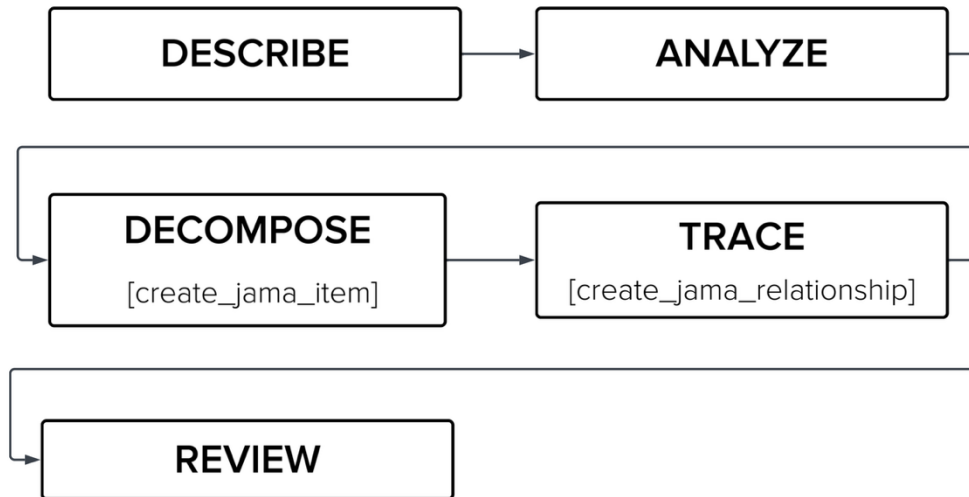 DESCRIBE
ANALYZE
DECOMPOSE
[create_jama_item]
TRACE
[create_jama_relationship]
REVIEW